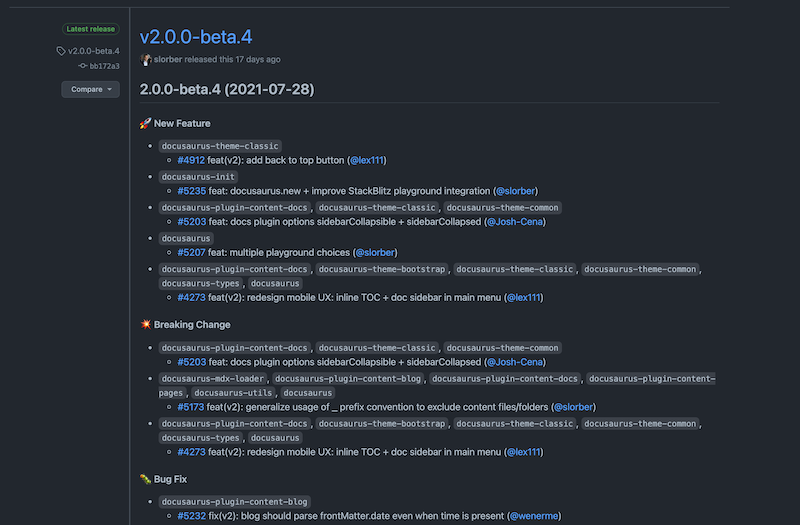 Latest release
v2.0.0-beta.4
bb172a3
Compare
v2.0.0-beta.4
slorber released this 17 days ago
2.0.0-beta.4 (2021-07-28)
🚀 New Feature
• docusaurus-theme-classic
◦ #4912 feat(v2): add back to top button (@lex111)
• docusaurus-init
◦ #5235 feat: docusaurus.new + improve StackBlitz playground integration (@slorber)
• docusaurus-plugin-content-docs, docusaurus-theme-classic, docusaurus-theme-common
◦ #5203 feat: docs plugin options sidebarCollapsible + sidebarCollapsed (@Josh-Cena)
• docusaurus
◦ #5207 feat: multiple playground choices (@slorber)
• docusaurus-plugin-content-docs, docusaurus-theme-bootstrap, docusaurus-theme-classic, docusaurus-theme-common,
docusaurus-types, docusaurus
◦ #4273 feat(v2): redesign mobile UX: inline TOC + doc sidebar in main menu (@lex111)
💥 Breaking Change
• docusaurus-plugin-content-docs, docusaurus-theme-classic, docusaurus-theme-common
◦ #5203 feat: docs plugin options sidebarCollapsible + sidebarCollapsed (@Josh-Cena)
• docusaurus-mdx-loader, docusaurus-plugin-content-blog, docusaurus-plugin-content-docs, docusaurus-plugin-content-
pages, docusaurus-utils, docusaurus
◦ #5173 feat(v2): generalize usage of _ prefix convention to exclude content files/folders (@slorber)
• docusaurus-plugin-content-docs, docusaurus-theme-bootstrap, docusaurus-theme-classic, docusaurus-theme-common,
docusaurus-types, docusaurus
◦ #4273 feat(v2): redesign mobile UX: inline TOC + doc sidebar in main menu (@lex111)
🐛 Bug Fix
• docusaurus-plugin-content-blog
◦ #5232 fix(v2): blog should parse frontMatter.date even when time is present (@wenerme)